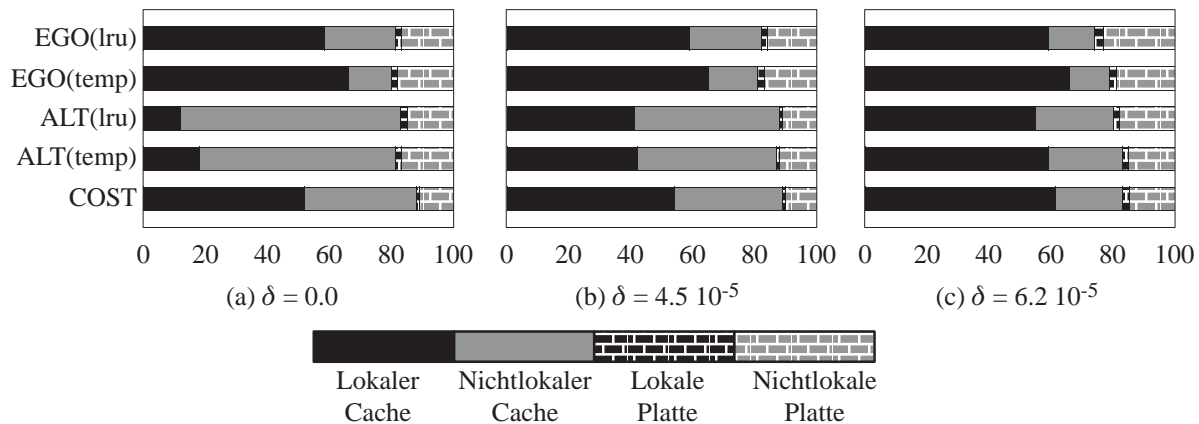 EGO(lru)
EGO(temp)
ALT(lru)
ALT(temp)
COST
0 20 40 60 80 100 0 20 40 60 80 100 0 20 40 60 80 100
(a) δ = 0.0 (b) δ = 4.5 10-5 (c) δ = 6.2 10-5
Lokaler Nichtlokaler Lokale Nichtlokale
Cache Cache Platte Platte